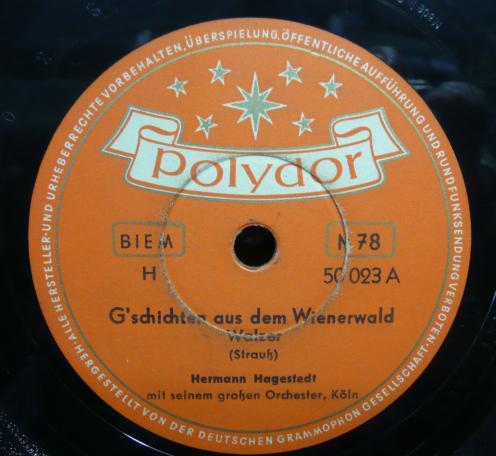 ALLE HERSTELLER- UND URHEBERRECHTE VORBEHALTEN, ÜBERSPIELUNG, ÖFFENTLICHE AUFFÜHRUNG UND RUNDFUNKSENDUNG VERBOTEN·
polydor
BIEM N 78
H 50 023 A
G'schichten aus dem Wienerwald
Walzer
(Strauß)
Hermann Hagestedt
mit seinem großen Orchester, Köln
HERGESTELLT VON DER DEUTSCHEN GRAMMOPHON GESELLSCHAFT·